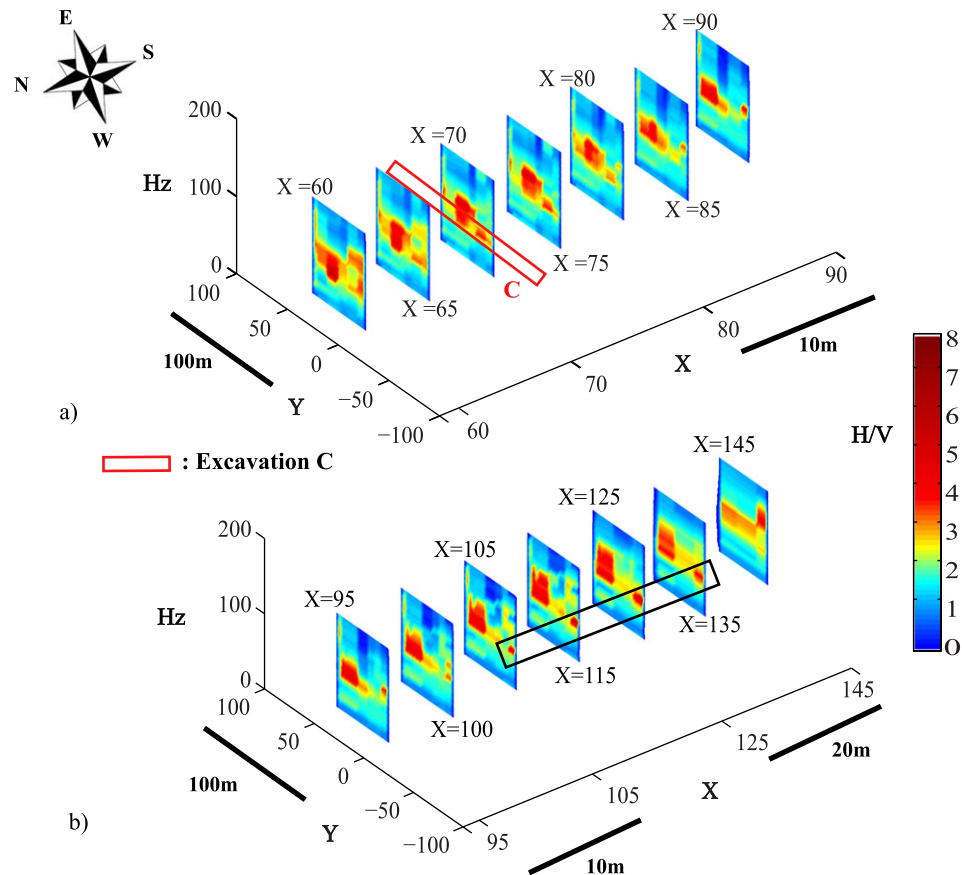 E
S
N
W
X =90
X =80
200
X =70
Hz
100
X =60
X =85
0
X =75
100
C
X =65
90
50
100m
0
80
10m
X
−50
70
Y
8
a)
−100
60
7
H/V
6
: Excavation C
X=145
5
X=125
4
200
X=105
3
Hz
100
X=95
2
X=135
1
0
X=115
0
100
X=100
145
50
125
20m
100m
0
X
105
−50
Y
b)
−100
95
10m